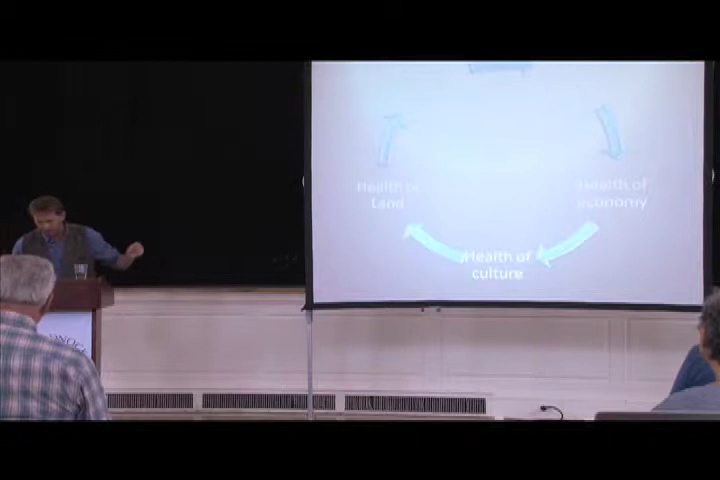 Health of
Land
Health of
economy
Health of
culture